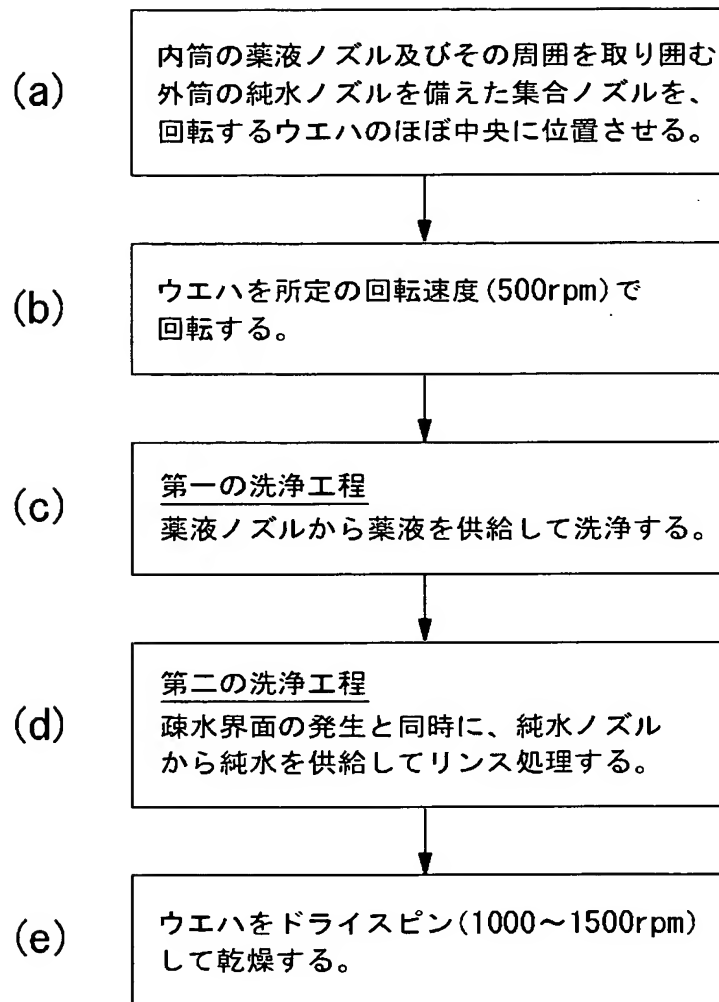 (a)
内筒の薬液ノズル及びその周囲を取り囲む
外筒の純水ノズルを備えた集合ノズルを、
回転するウエハのほぼ中央に位置させる。
(b)
ウエハを所定の回転速度(500rpm)で
回転する。
(c)
第一の洗浄工程
薬液ノズルから薬液を供給して洗浄する。
(d)
第二の洗浄工程
疎水界面の発生と同時に、純水ノズル
から純水を供給してリンス処理する。
(e)
ウエハをドライスピン(1000～1500rpm)
して乾燥する。